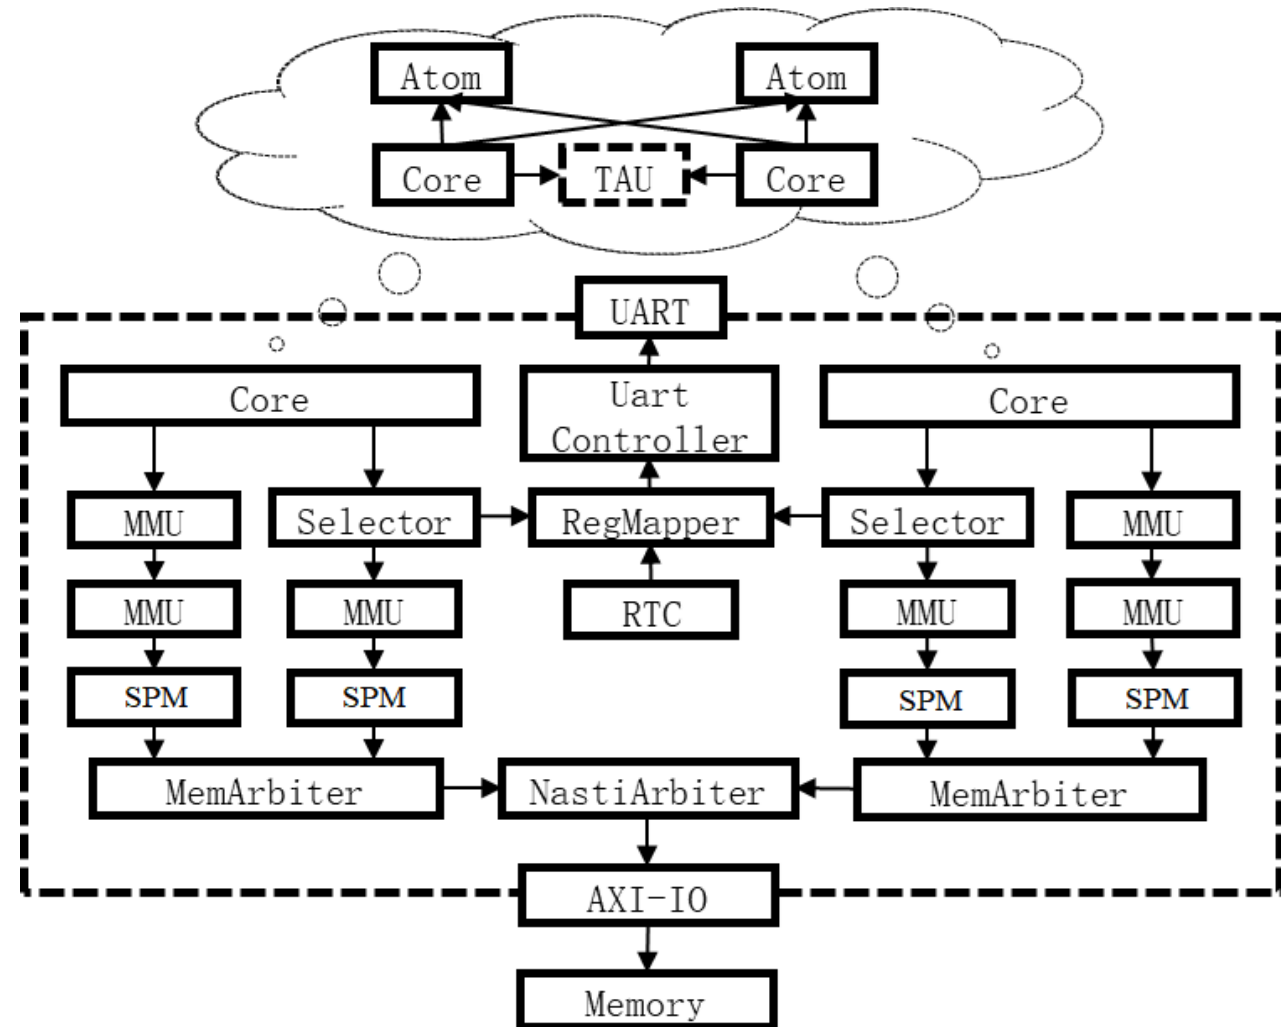 Atom Atom
Core TAU Core
UART
Core
Uart
Controller
Core
MMU Selector RegMapper Selector MMU
MMU MMU RTC MMU MMU
SPM SPM SPM SPM
MemArbiter NastiArbiter MemArbiter
AXI-IO
Memory